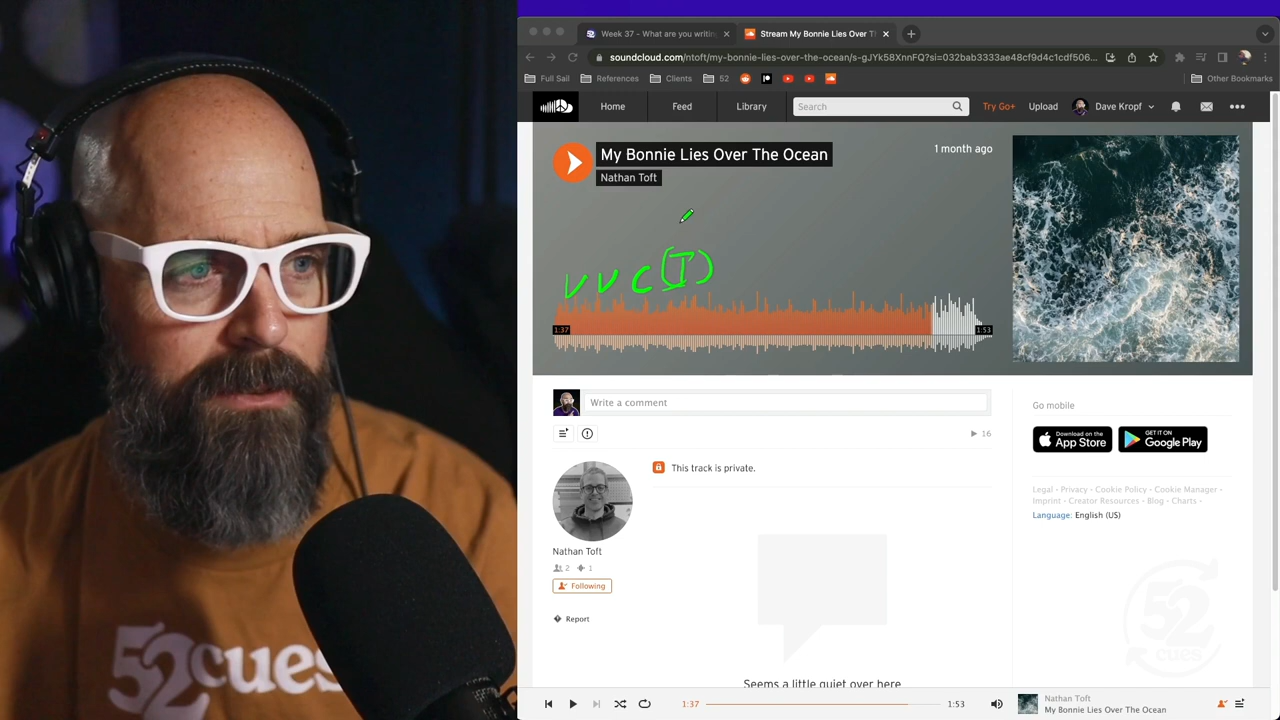 Week 37 - What are you writing
Stream My Bonnie Lies Over T
soundcloud.com/ntoft/my-bonnie-lies-over-the-ocean/s-gJYk58XnnFQ?si=032bab3333ae48cf9d4c1cdf506...
Full Sail References Clients 52 Other Bookmarks
Home Feed Library Search Try Go+ Upload Dave Kropf
My Bonnie Lies Over The Ocean
1 month ago
Nathan Toft
V V C (I)
1:37 1:53
Write a comment
16
This track is private.
Nathan Toft
2 1
Following
Report
Seems a little quiet over here
Go mobile
Download on the App Store
GET IT ON Google Play
Legal - Privacy - Cookie Policy - Cookie Manager -
Imprint - Creator Resources - Blog - Charts -
Language: English (US)
52 cues
1:37 1:53
Nathan Toft
My Bonnie Lies Over The Ocean
52cues